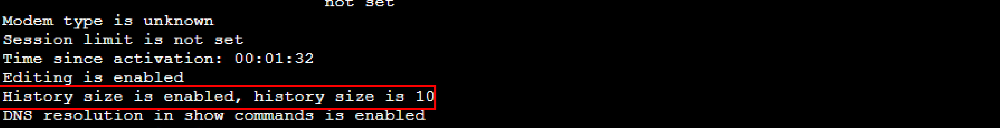 not set
Modem type is unknown
Session limit is not set
Time since activation: 00:01:32
Editing is enabled
History size is enabled, history size is 10
DNS resolution in show commands is enabled